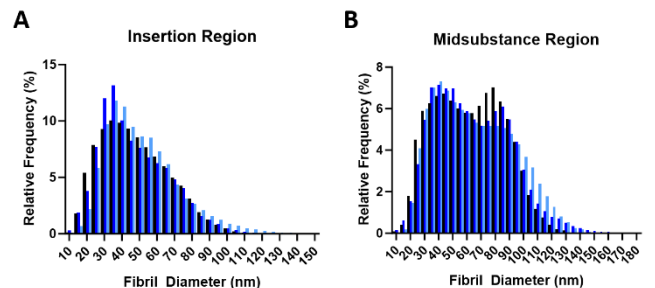 A
Insertion Region
Relative Frequency (%)
15
10
5
0
10 20 30 40 50 60 70 80 90 100 110 120 130 140 150
Fibril Diameter (nm)
B
Midsubstance Region
Relative Frequency (%)
8
6
4
2
0
10 20 30 40 50 60 70 80 90 100 110 120 130 140 150 160 170 180
Fibril Diameter (nm)